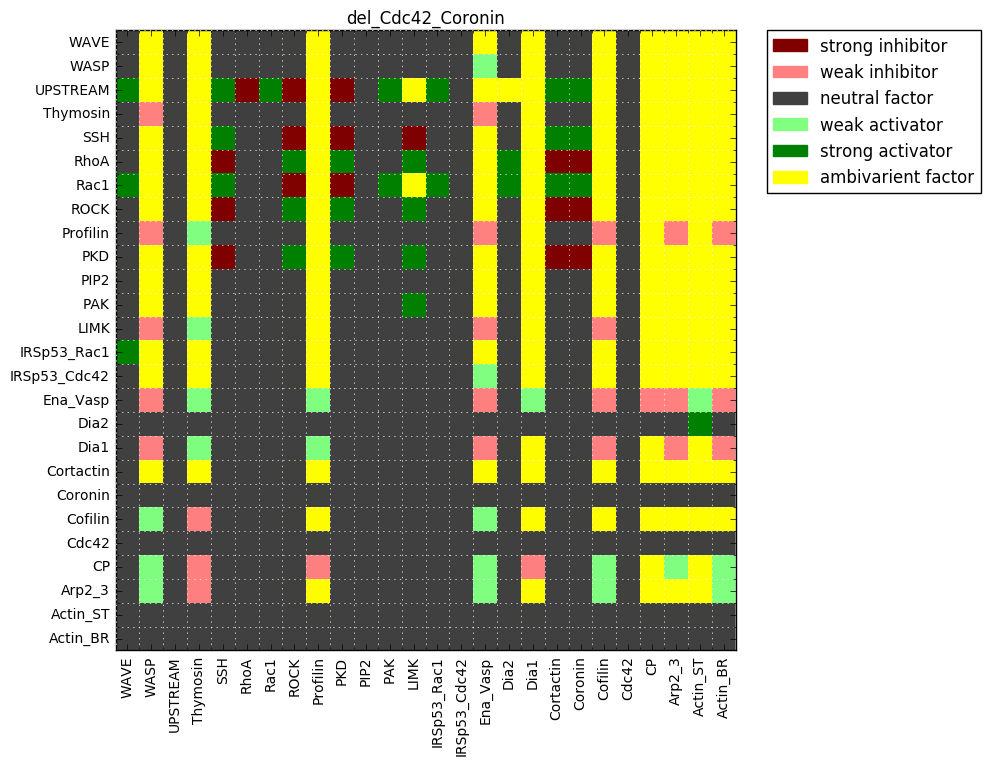 del_Cdc42_Coronin
WAVE
WASP
UPSTREAM
Thymosin
SSH
RhoA
Rac1
ROCK
Profilin
PKD
PIP2
PAK
LIMK
IRSp53_Rac1
IRSp53_Cdc42
Ena_Vasp
Dia2
Dia1
Cortactin
Coronin
Cofilin
Cdc42
CP
Arp2_3
Actin_ST
Actin_BR
WAVE
WASP
UPSTREAM
Thymosin
SSH
RhoA
Rac1
ROCK
Profilin
PKD
PIP2
PAK
LIMK
IRSp53_Rac1
IRSp53_Cdc42
Ena_Vasp
Dia2
Dia1
Cortactin
Coronin
Cofilin
Cdc42
CP
Arp2_3
Actin_ST
Actin_BR
strong inhibitor
weak inhibitor
neutral factor
weak activator
strong activator
ambivarient factor